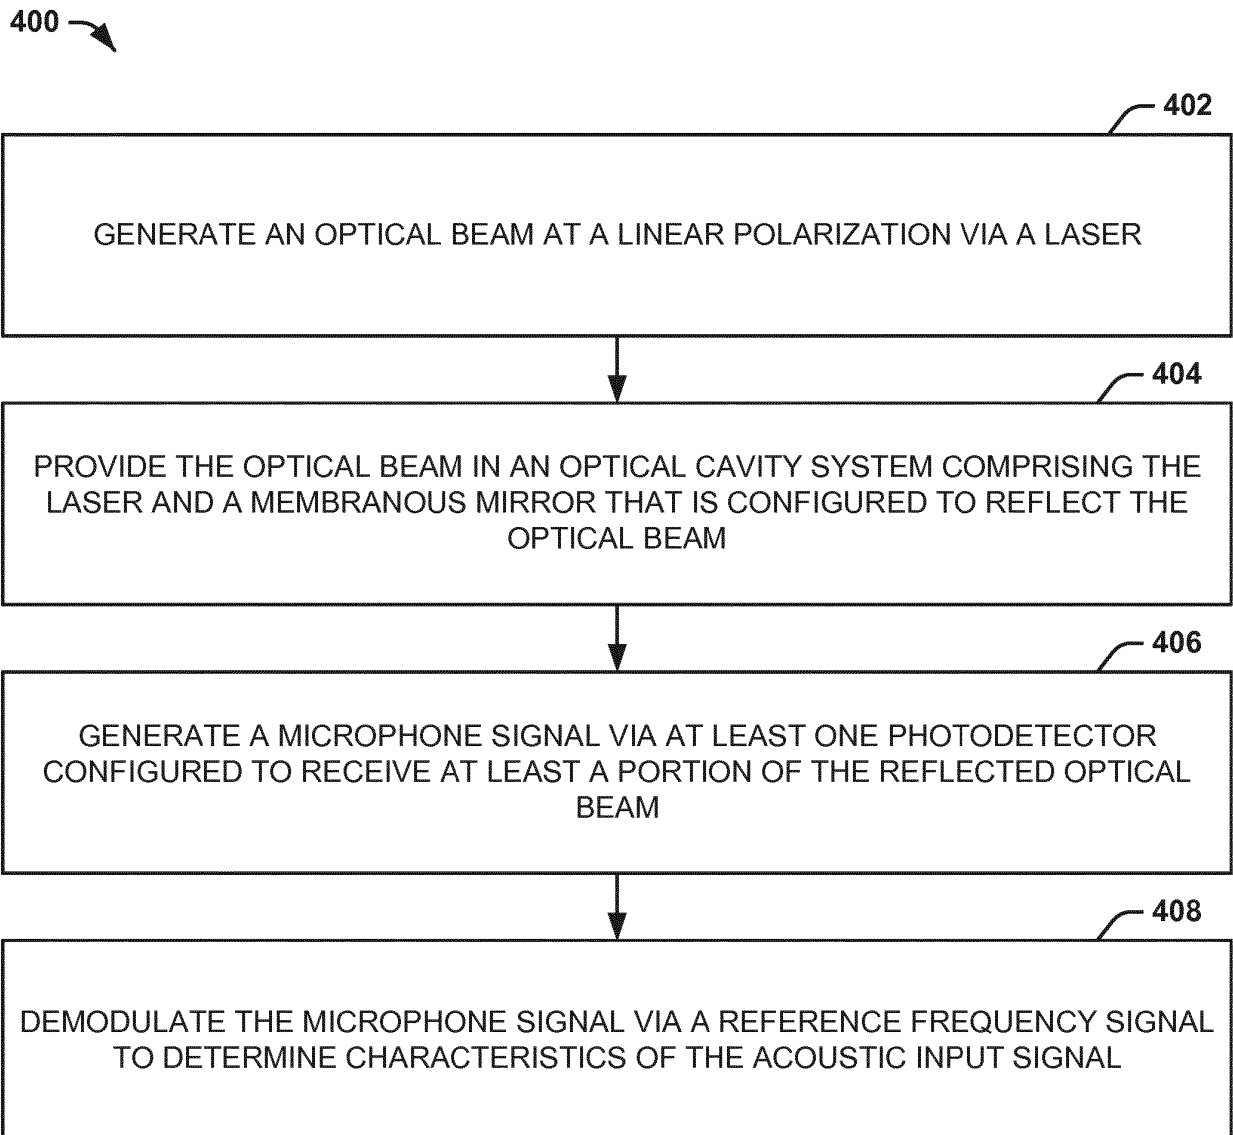 400
402
GENERATE AN OPTICAL BEAM AT A LINEAR POLARIZATION VIA A LASER
404
PROVIDE THE OPTICAL BEAM IN AN OPTICAL CAVITY SYSTEM COMPRISING THE
LASER AND A MEMBRANOUS MIRROR THAT IS CONFIGURED TO REFLECT THE
OPTICAL BEAM
406
GENERATE A MICROPHONE SIGNAL VIA AT LEAST ONE PHOTODETECTOR
CONFIGURED TO RECEIVE AT LEAST A PORTION OF THE REFLECTED OPTICAL
BEAM
408
DEMODULATE THE MICROPHONE SIGNAL VIA A REFERENCE FREQUENCY SIGNAL
TO DETERMINE CHARACTERISTICS OF THE ACOUSTIC INPUT SIGNAL